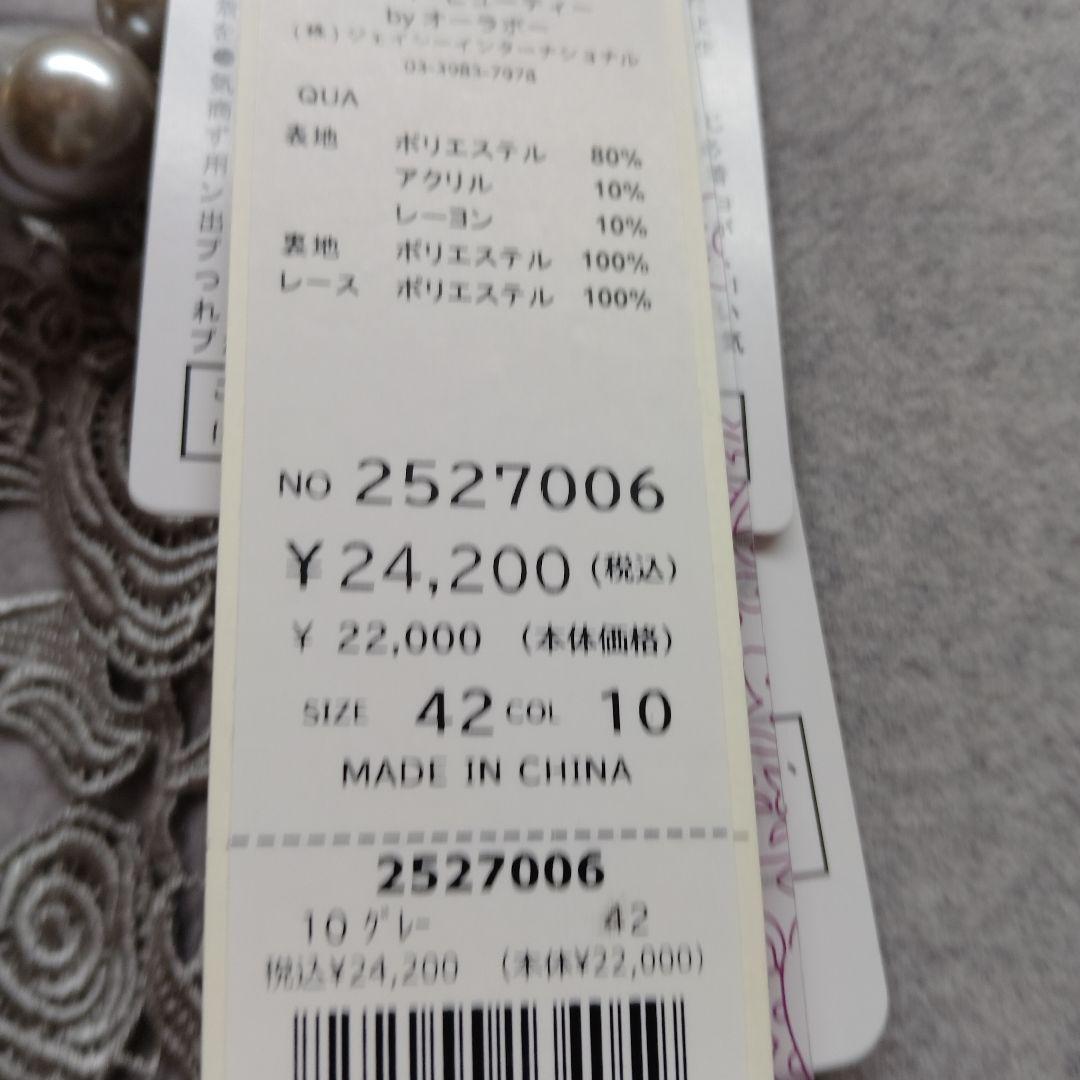 by オーラボー
(株)ジェイシーインターナショナル
03-3983-7978
QUA
表地 ポリエステル 80%
アクリル 10%
レーヨン 10%
裏地 ポリエステル 100%
レース ポリエステル 100%
NO 2527006
¥24,200(税込)
¥ 22,000 (本体価格)
SIZE 42 COL 10
MADE IN CHINA
2527006
10 グレー 42
税込¥24,200 (本体¥22,000)